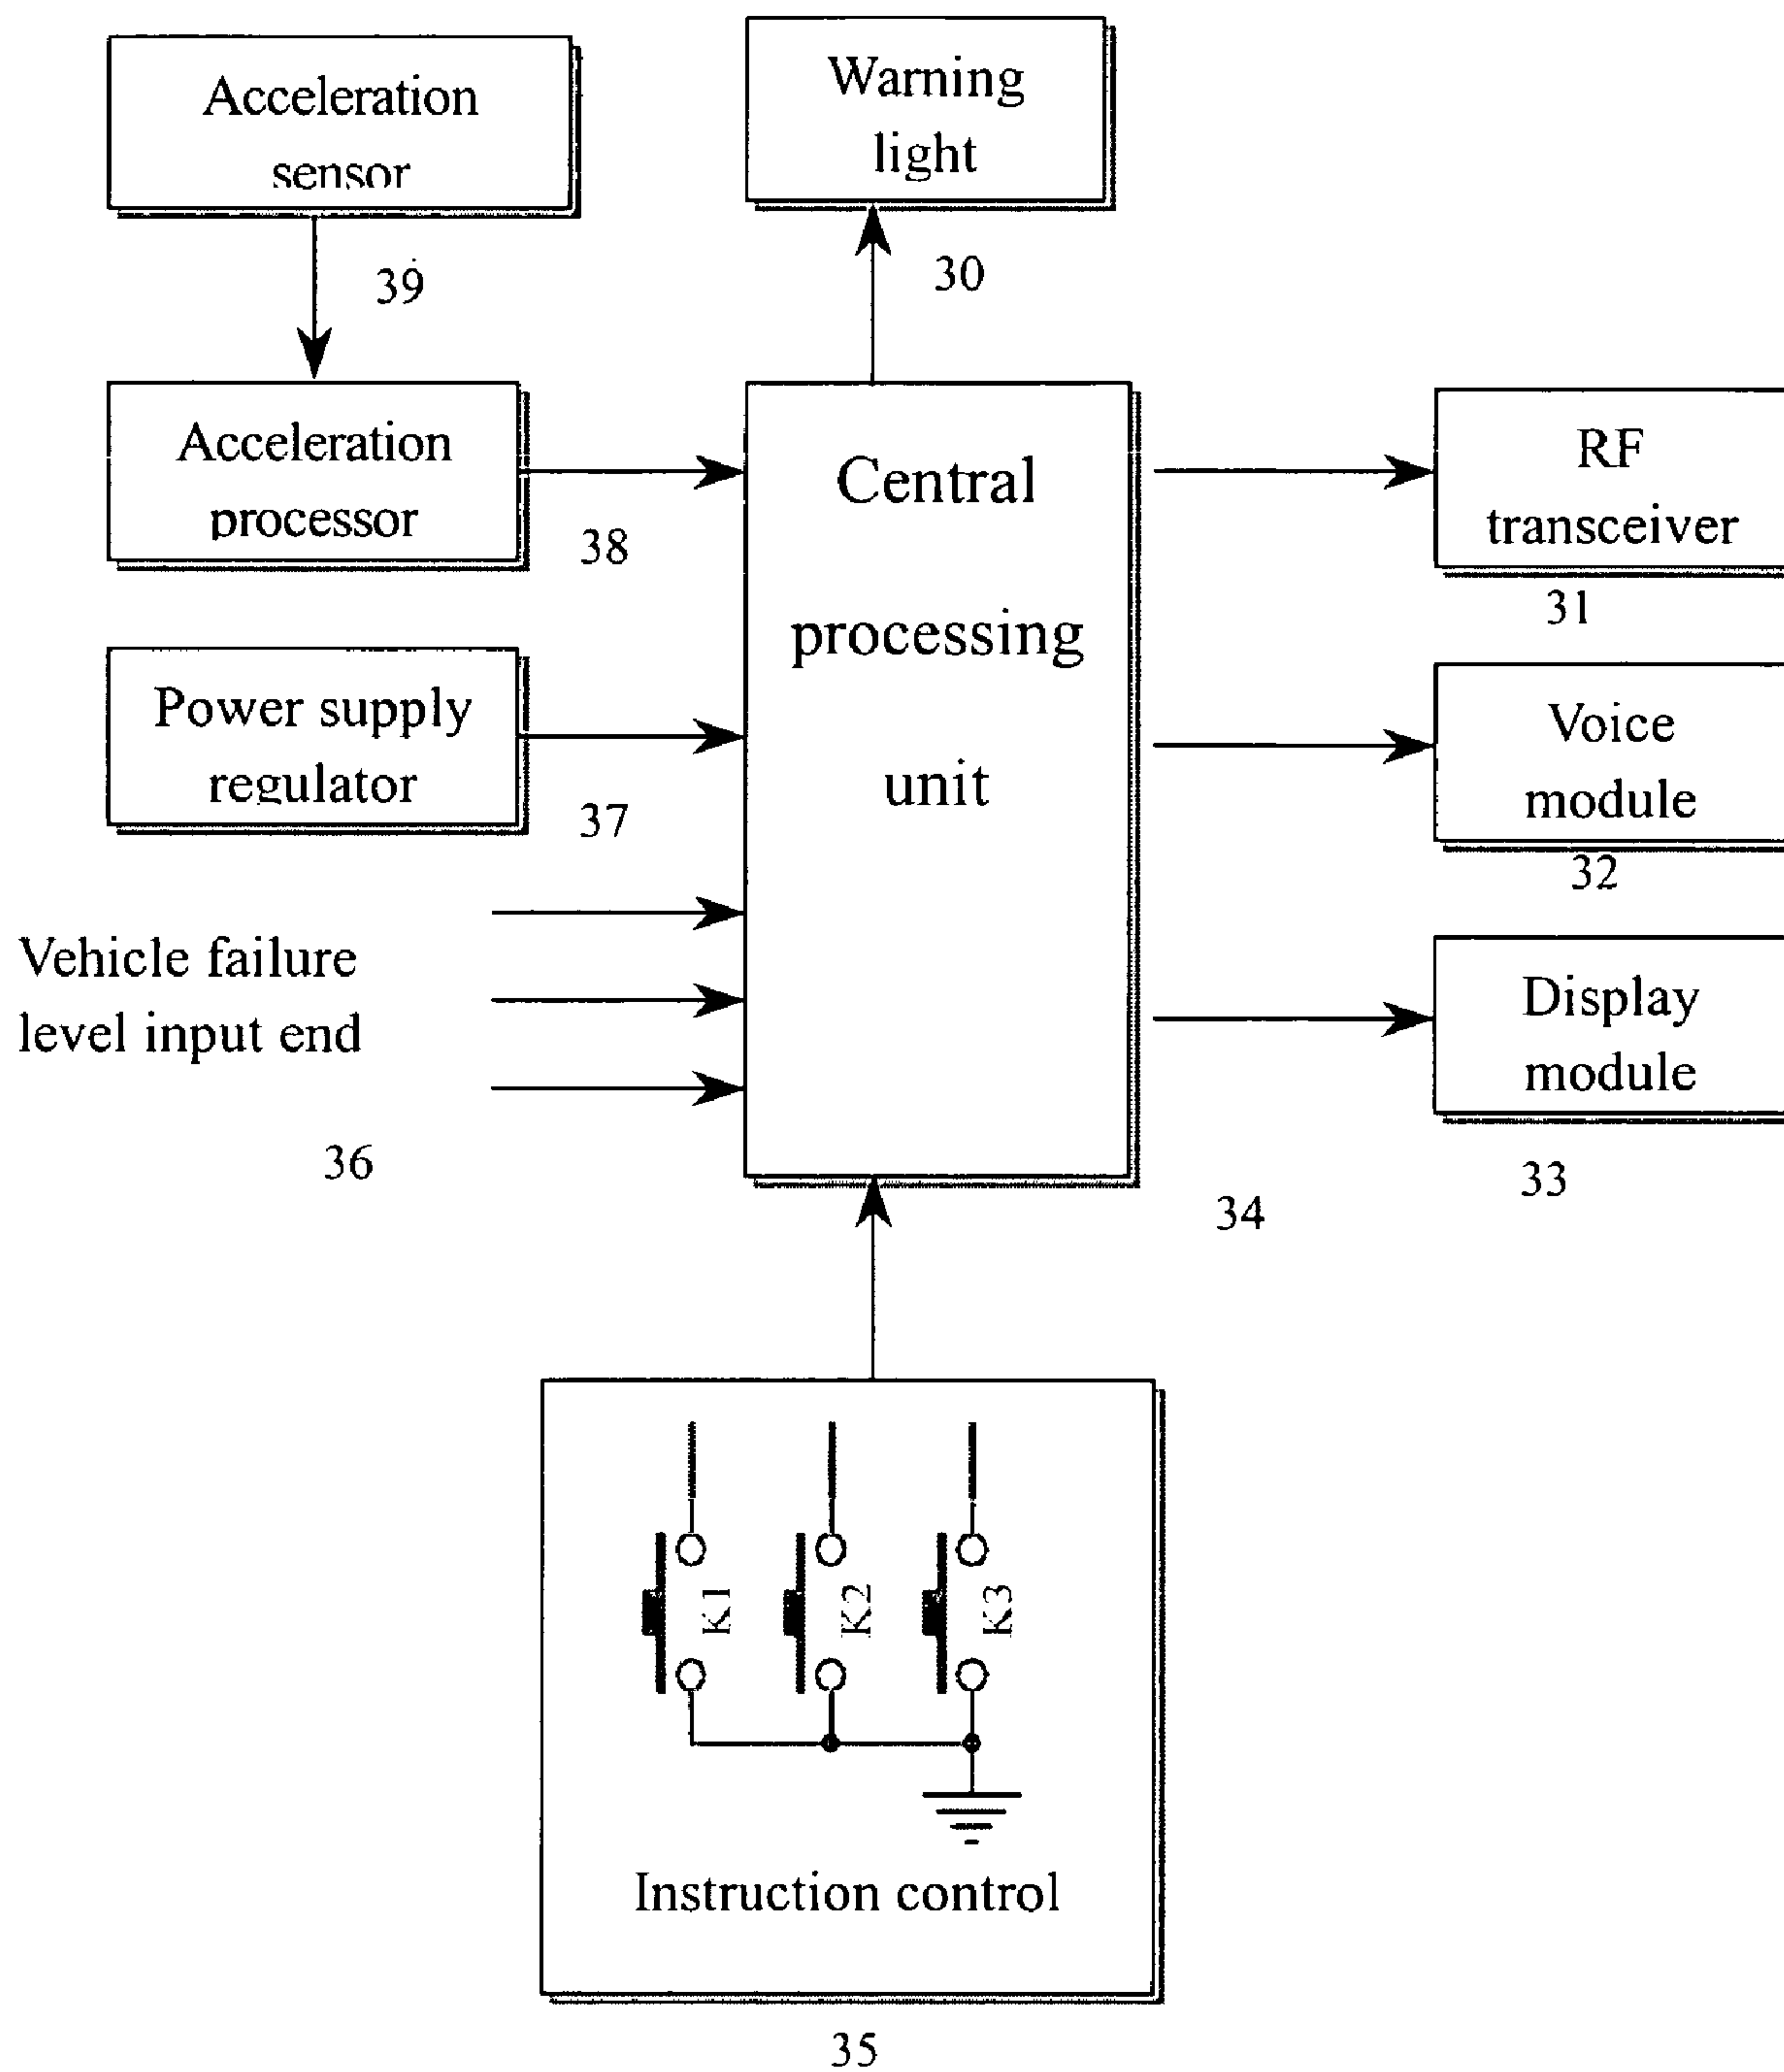 Acceleration
sensor
39
Warning
light
30
Acceleration
processor
38
Central
processing
unit
RF
transceiver
31
Power supply
regulator
37
Voice
module
32
Vehicle failure
level input end
36
Display
module
33
34
K1
K2
K3
Instruction control
35